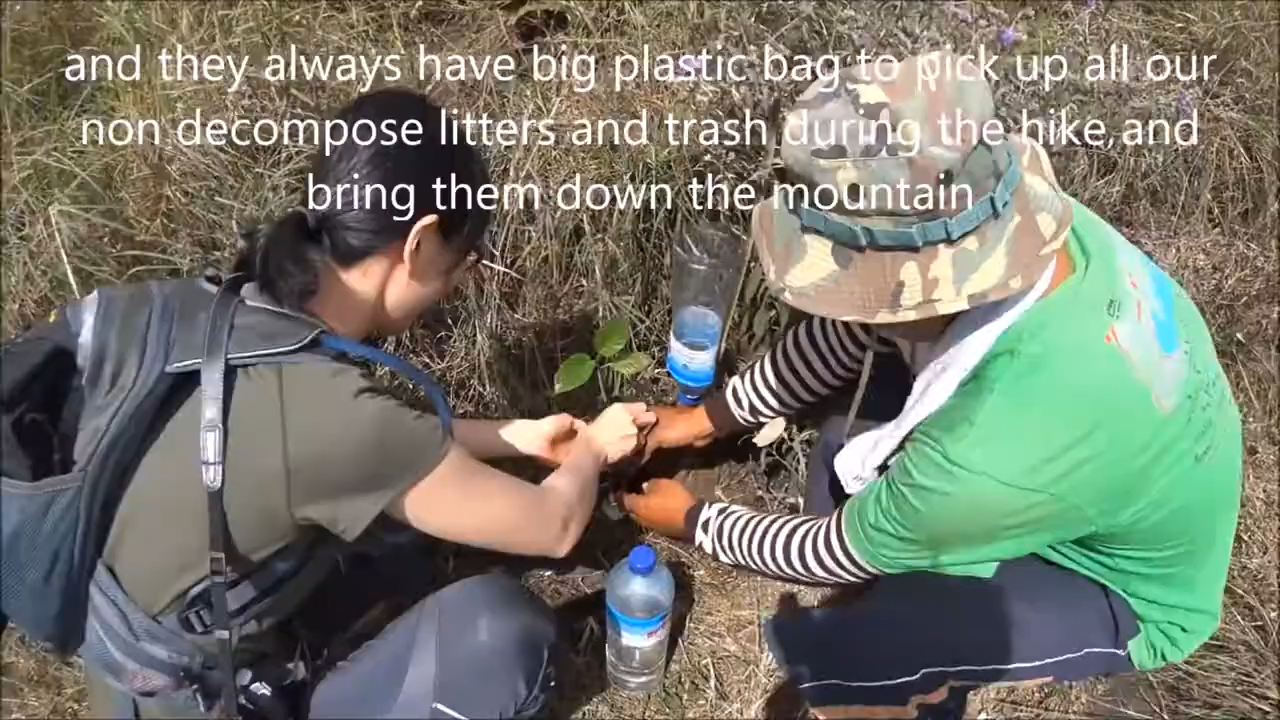 and they always have big plastic bag to pick up all our
non decompose litters and trash during the hike,and
bring them down the mountain